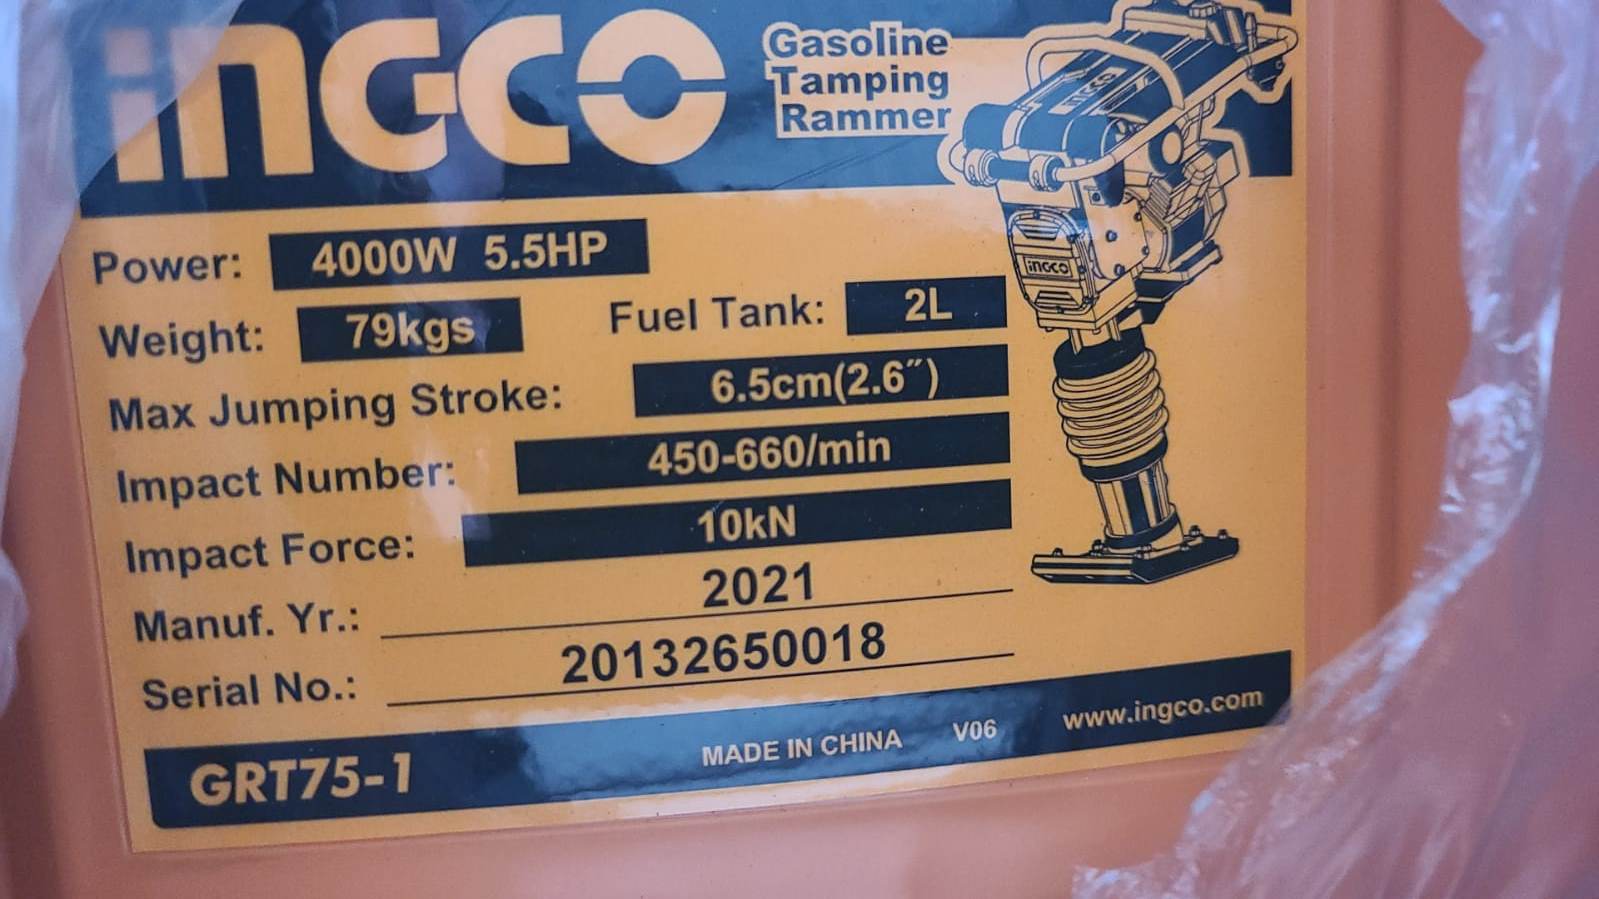 INGCO
Gasoline
Tamping
Rammer
INGCO
INGCO
Power: 4000W 5.5HP
Weight: 79kgs Fuel Tank: 2L
Max Jumping Stroke: 6.5cm(2.6″)
Impact Number: 450-660/min
Impact Force: 10kN
Manuf. Yr.: 2021
Serial No.: 20132650018
GRT75-1 MADE IN CHINA V06 www.ingco.com